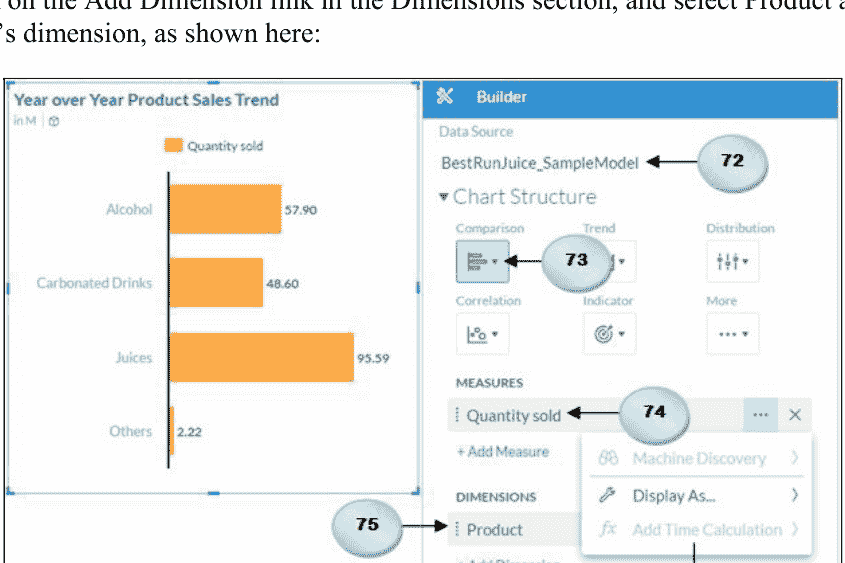 on the Add Dimension link in the Dimensions section, and select Product a
's dimension, as shown here:
Year over Year Product Sales Trend
in M
Quantity sold
Alcohol
57.90
Carbonated Drinks
48.60
Juices
95.59
Others
2.22
Builder
Data Source
BestRunJuice_SampleModel
72
Chart Structure
Comparison
Trend
Distribution
73
Correlation
Indicator
More
MEASURES
Quantity sold
74
+ Add Measure
Machine Discovery
Display As...
fx Add Time Calculation
DIMENSIONS
75
Product
+ Add Dimension